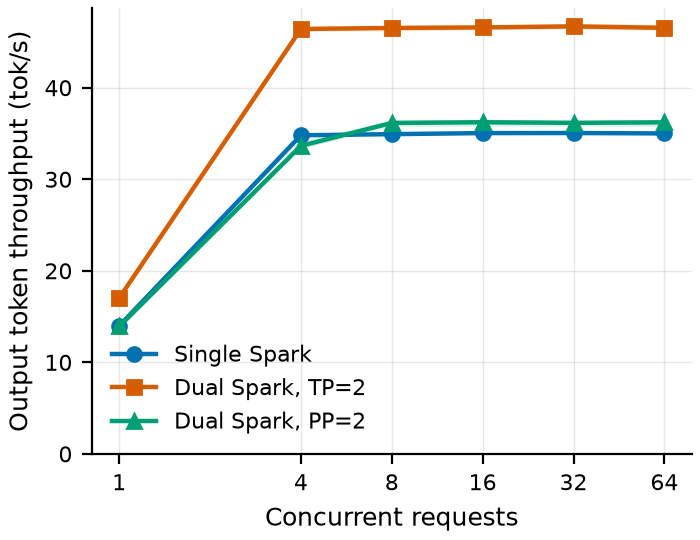 Output token throughput (tok/s)
40
30
20
10
0
Single Spark
Dual Spark, TP=2
Dual Spark, PP=2
1 4 8 16 32 64
Concurrent requests